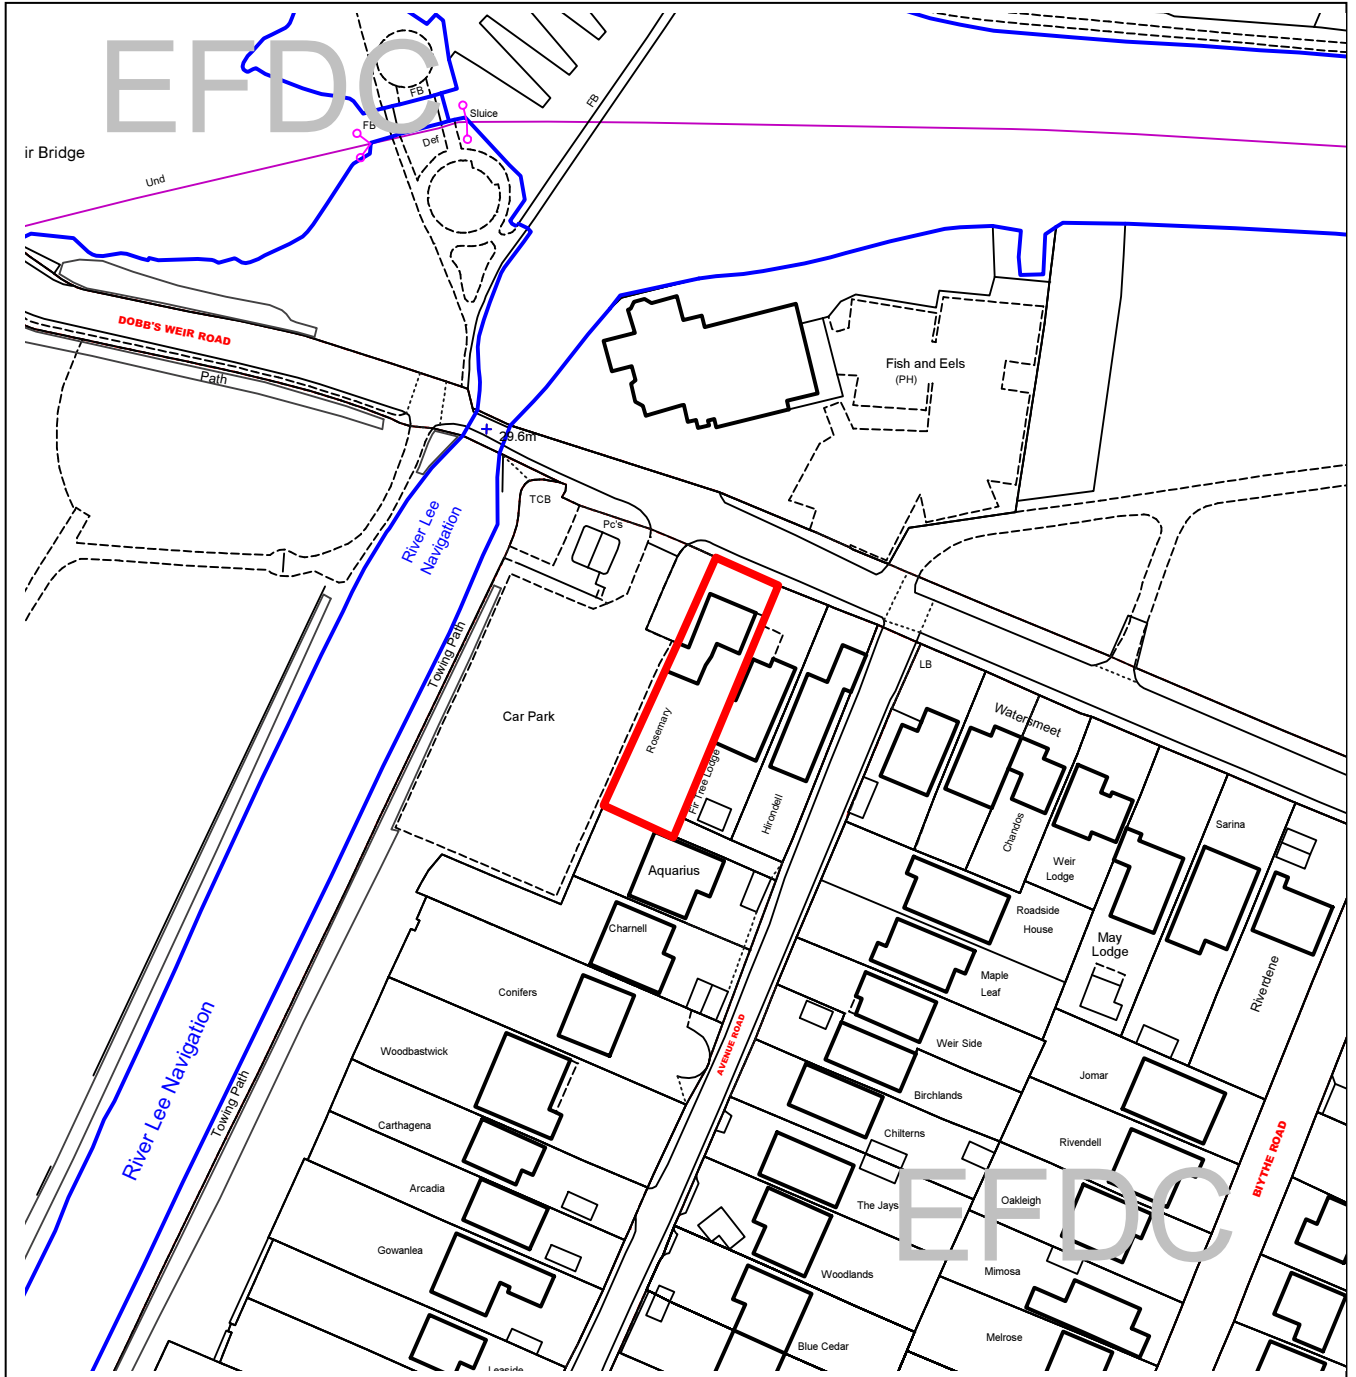 EFDC
FB
Sluice
FB
FB
Def
ir Bridge
Und
DOBB'S WEIR ROAD
Path
Fish and Eels
(PH)
29.6m
TCB
Pc's
River Lee
Navigation
Towing Path
Car Park
Rosemary
Fir Tree Lodge
Hirondell
LB
Watersmeet
Chandos
Weir
Lodge
Sarina
Aquarius
Roadside
House
Charnell
May
Lodge
Maple
Leaf
Riverdene
Conifers
Weir Side
AVENUE ROAD
Woodbastwick
Jomar
Birchlands
River Lee Navigation
Towing Path
Carthagena
Chilterns
Rivendell
BlYTHE ROAD
Arcadia
The Jays
Oakleigh
EFDC
Gowanlea
Woodlands
Mimosa
Melrose
Blue Cedar
Leaside